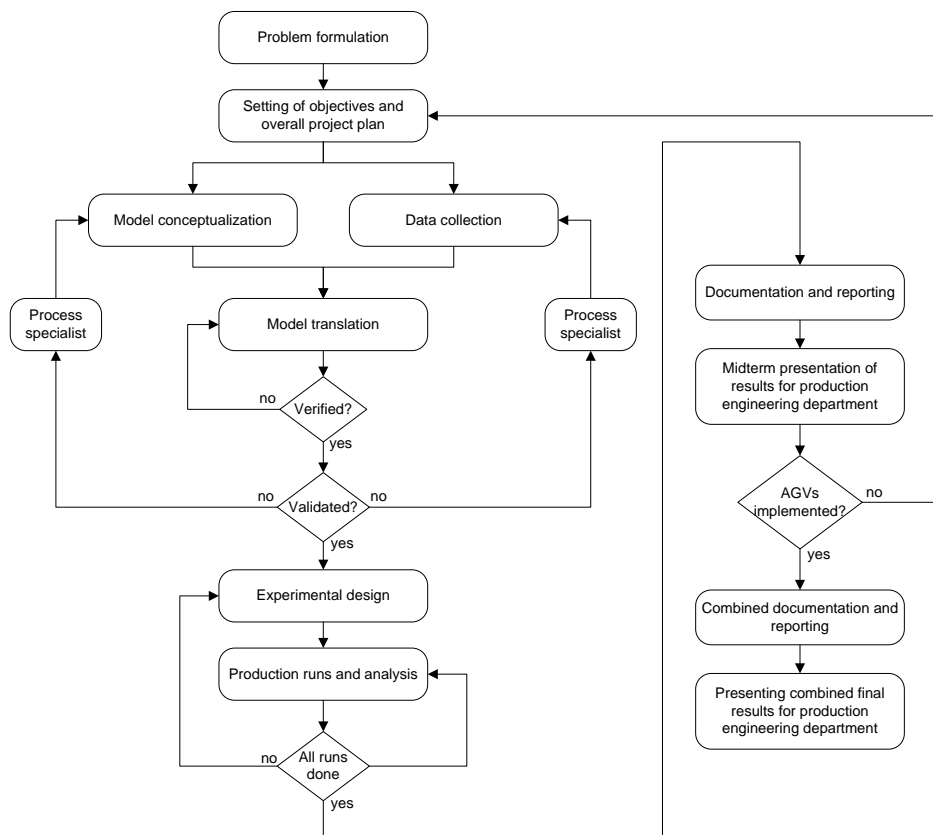 Problem formulation
Setting of objectives and
overall project plan
Model conceptualization
Data collection
Process
specialist
Process
specialist
Model translation
no
Verified?
yes
no
Validated?
no
yes
Experimental design
Production runs and analysis
no
All runs
done
yes
Documentation and reporting
Midterm presentation of
results for production
engineering department
AGVs
implemented?
no
yes
Combined documentation and
reporting
Presenting combined final
results for production
engineering department